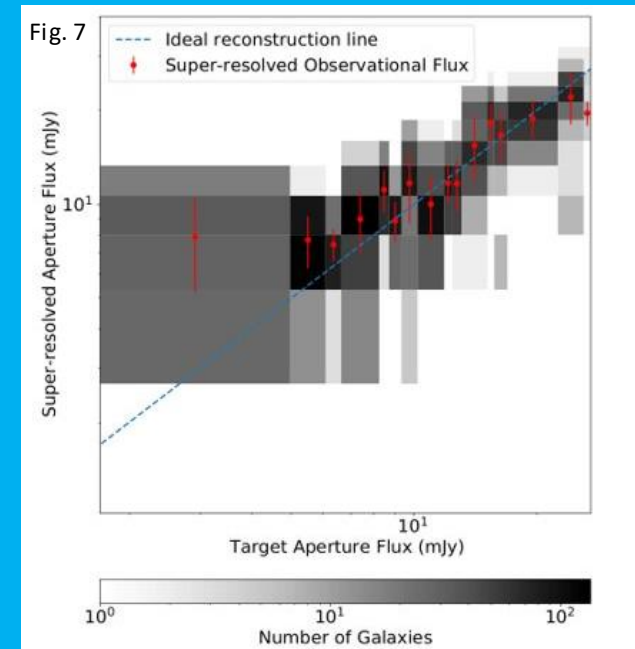 Fig. 7
Ideal reconstruction line
Super-resolved Observational Flux
Super-resolved Aperture Flux (mJy)
10¹
10¹
Target Aperture Flux (mJy)
10⁰ 10¹ 10²
Number of Galaxies